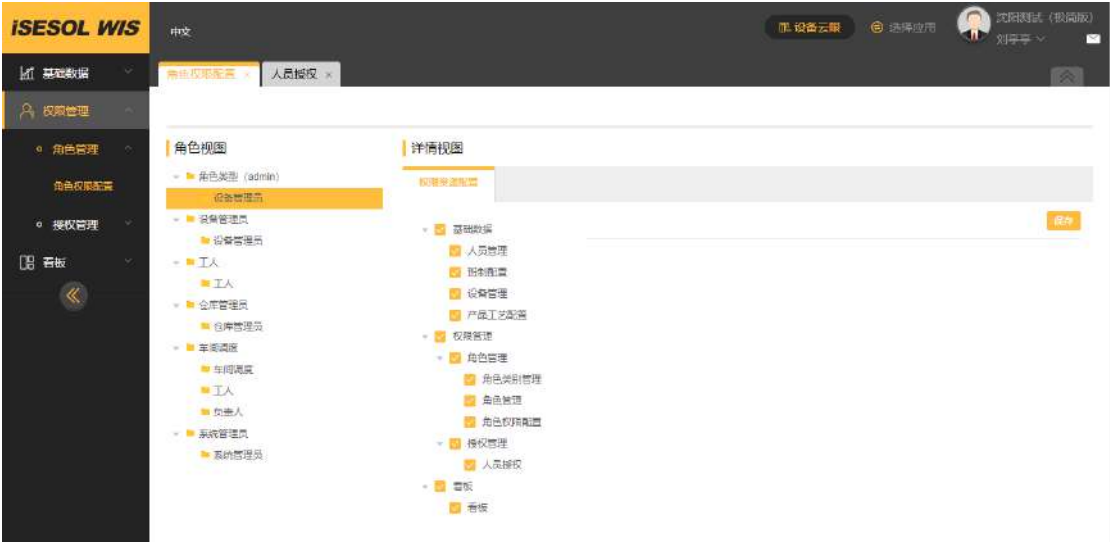 iSESOL WIS
中文
设备云眼
选择应用
沈阳测试（极简版）
刘亭亭
基础数据
权限管理
角色管理
角色权限配置
授权管理
看板
角色权限配置 ×
人员授权 ×
角色视图
角色类型 (admin)
设备管理员
设备管理员
设备管理员
工人
工人
仓库管理员
仓库管理员
车间调度
车间调度
工人
负责人
系统管理员
系统管理员
详情视图
权限资源配置
保存
基础数据
人员管理
班制配置
设备管理
产品工艺配置
权限管理
角色管理
角色类别管理
角色管理
角色权限配置
授权管理
人员授权
看板
看板